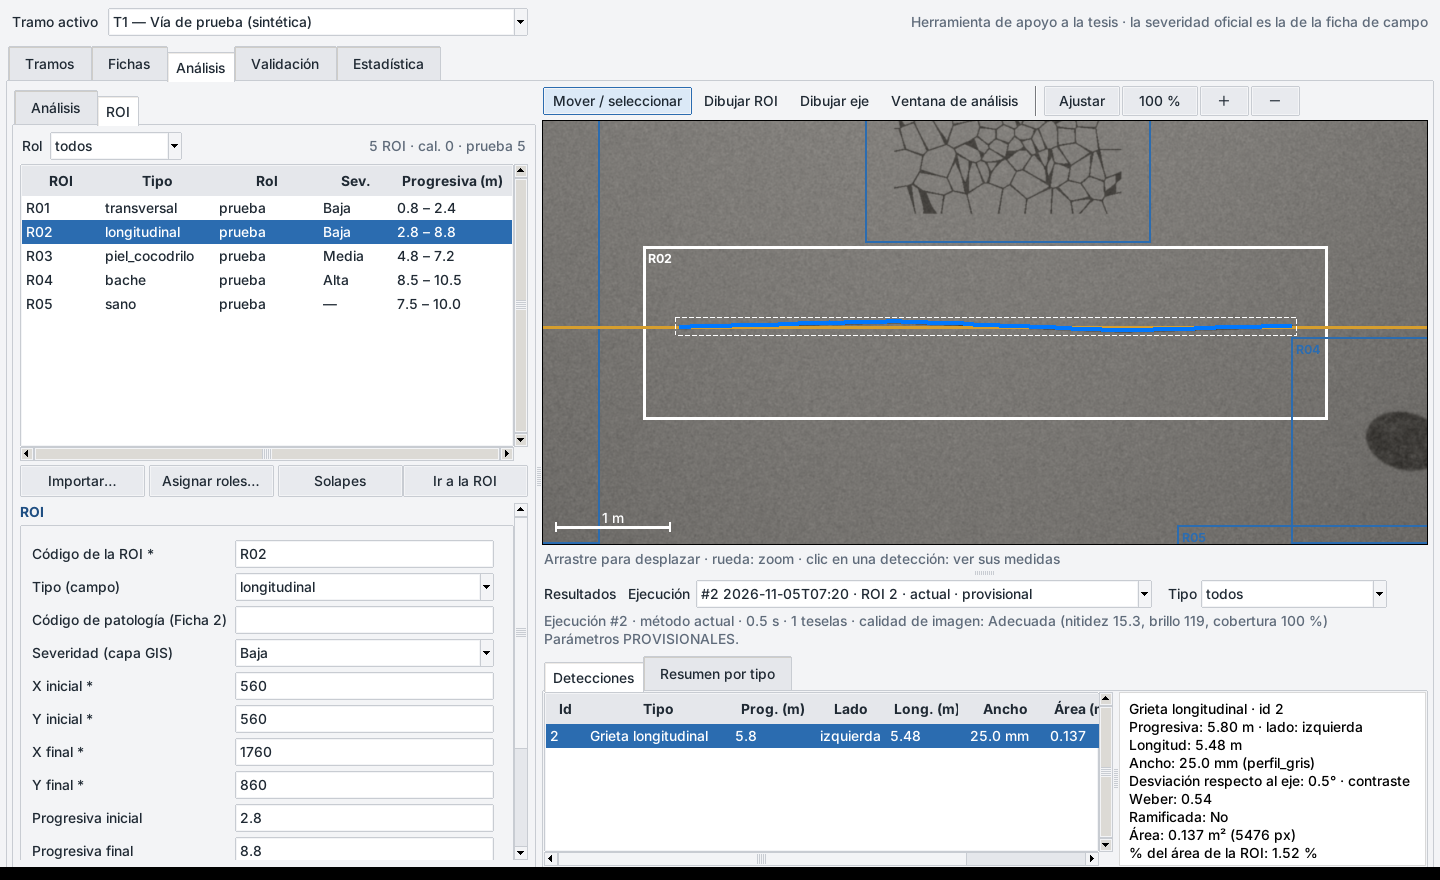 Tramo activo T1 — Vía de prueba (sintética) Herramienta de apoyo a la tesis · la severidad oficial es la de la ficha de campo
Tramos Fichas Análisis Validación Estadística
Análisis ROI
Rol todos 5 ROI · cal. 0 · prueba 5
ROI Tipo Rol Sev. Progresiva (m)
R01 transversal prueba Baja 0.8 – 2.4
R02 longitudinal prueba Baja 2.8 – 8.8
R03 piel_cocodrilo prueba Media 4.8 – 7.2
R04 bache prueba Alta 8.5 – 10.5
R05 sano prueba — 7.5 – 10.0
Importar... Asignar roles... Solapes Ir a la ROI
ROI
Código de la ROI * R02
Tipo (campo) longitudinal
Código de patología (Ficha 2)
Severidad (capa GIS) Baja
X inicial * 560
Y inicial * 560
X final * 1760
Y final * 860
Progresiva inicial 2.8
Progresiva final 8.8
Mover / seleccionar Dibujar ROI Dibujar eje Ventana de análisis Ajustar 100 % + −
R02
R04
1 m
R05
Arrastre para desplazar · rueda: zoom · clic en una detección: ver sus medidas
Resultados Ejecución #2 2026-11-05T07:20 · ROI 2 · actual · provisional Tipo todos
Ejecución #2 · método actual · 0.5 s · 1 teselas · calidad de imagen: Adecuada (nitidez 15.3, brillo 119, cobertura 100 %)
Parámetros PROVISIONALES.
Detecciones Resumen por tipo
Id Tipo Prog. (m) Lado Long. (m) Ancho Área (r
2 Grieta longitudinal 5.8 izquierda 5.48 25.0 mm 0.137
Grieta longitudinal · id 2
Progresiva: 5.80 m · lado: izquierda
Longitud: 5.48 m
Ancho: 25.0 mm (perfil_gris)
Desviación respecto al eje: 0.5° · contraste
Weber: 0.54
Ramificada: No
Área: 0.137 m² (5476 px)
% del área de la ROI: 1.52 %